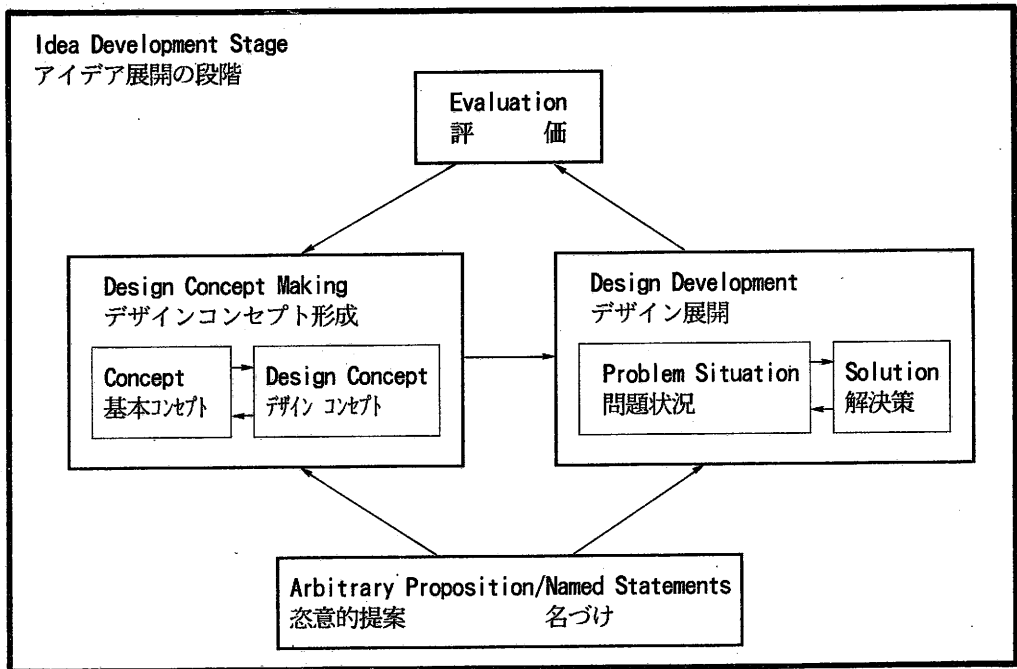 Idea Development Stage
アイデア展開の段階
Evaluation
評 価
Design Concept Making
デザインコンセプト形成
Concept
基本コンセプト
Design Concept
デザイン コンセプト
Design Development
デザイン展開
Problem Situation
問題状況
Solution
解決策
Arbitrary Proposition/Named Statements
恣意的提案 名づけ